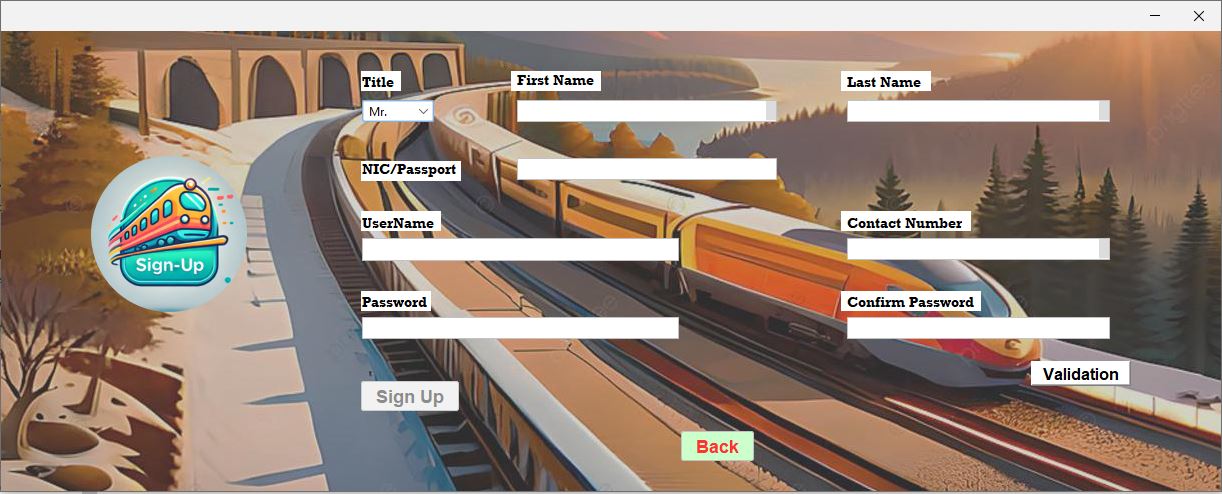 Title
First Name
Last Name
Mr.
NIC/Passport
UserName
Contact Number
Sign-Up
Password
Confirm Password
Validation
Sign Up
Back